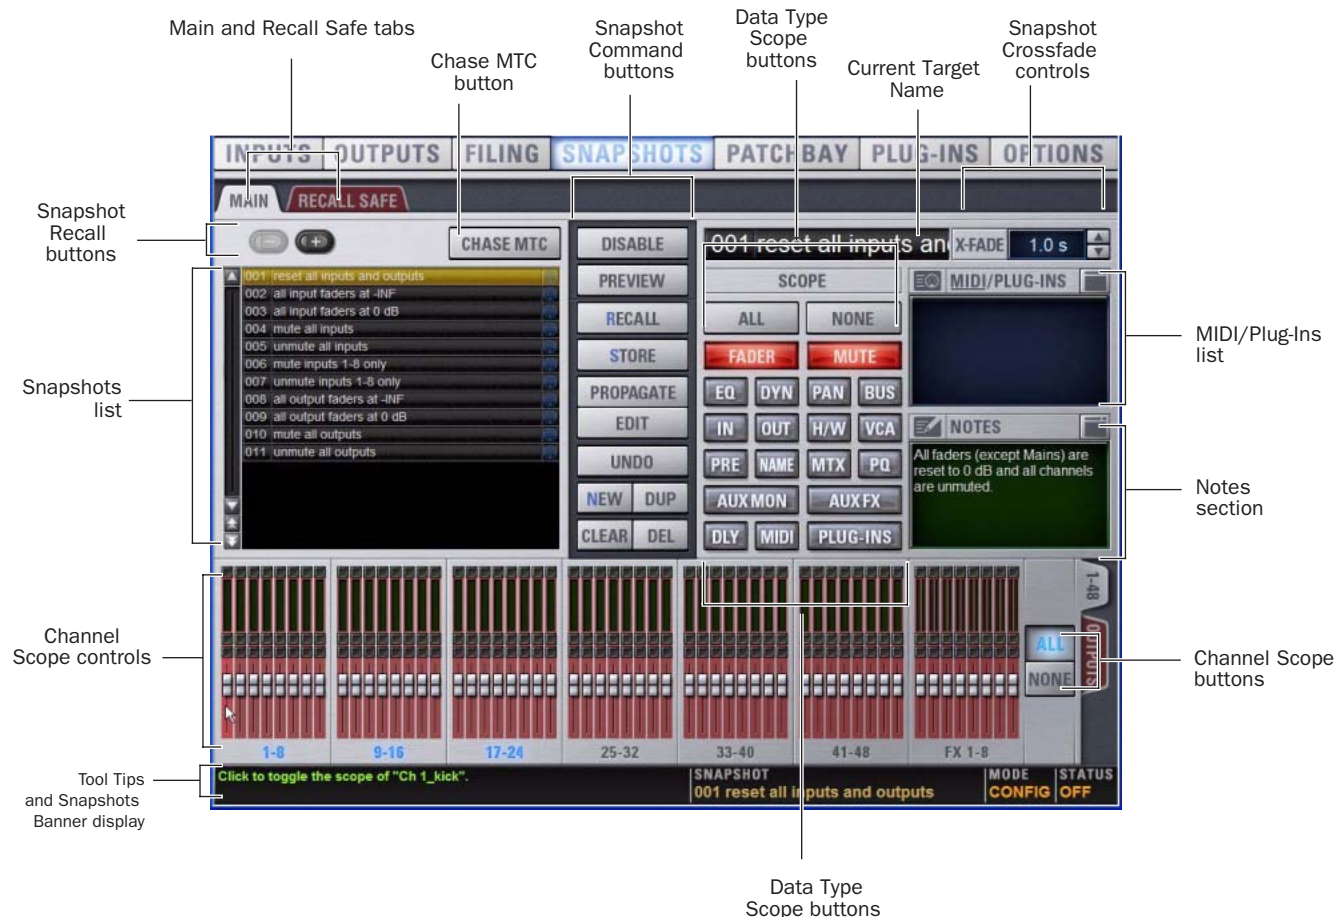 Main and Recall Safe tabs
Chase MTC
button
Snapshot
Command
buttons
Data Type
Scope
buttons
Current Target
Name
Snapshot
Crossfade
controls
INPUTS OUTPUTS FILING SNAPSHOTS PATCHBAY PLUG-INS OPTIONS
MAIN RECALL SAFE
Snapshot
Recall
buttons
CHASE MTC
Snapshots
list
001 reset all inputs and outputs
002 all input faders at -INF
003 all input faders at 0 dB
004 mute all inputs
005 unmute all inputs
006 mute inputs 1-8 only
007 unmute inputs 1-8 only
008 all output faders at -INF
009 all output faders at 0 dB
010 mute all outputs
011 unmute all outputs
DISABLE
PREVIEW
RECALL
STORE
PROPAGATE
EDIT
UNDO
NEW DUP
CLEAR DEL
001 reset all inputs an
X-FADE 1.0 s
SCOPE
ALL NONE
FADER MUTE
EQ DYN PAN BUS
IN OUT H/W VCA
PRE NAME MTX PQ
AUX MON AUX FX
DLY MIDI PLUG-INS
MIDI/PLUG-INS
NOTES
All faders (except Mains) are
reset to 0 dB and all channels
are unmuted.
MIDI/Plug-Ins
list
Notes
section
Channel
Scope controls
1-8 9-16 17-24 25-32 33-40 41-48 FX 1-8
1-48
OUTPUTS
ALL
NONE
Channel Scope
buttons
Tool Tips
and Snapshots
Banner display
Click to toggle the scope of "Ch 1_kick".
SNAPSHOT
001 reset all inputs and outputs
MODE
CONFIG
STATUS
OFF
Data Type
Scope buttons